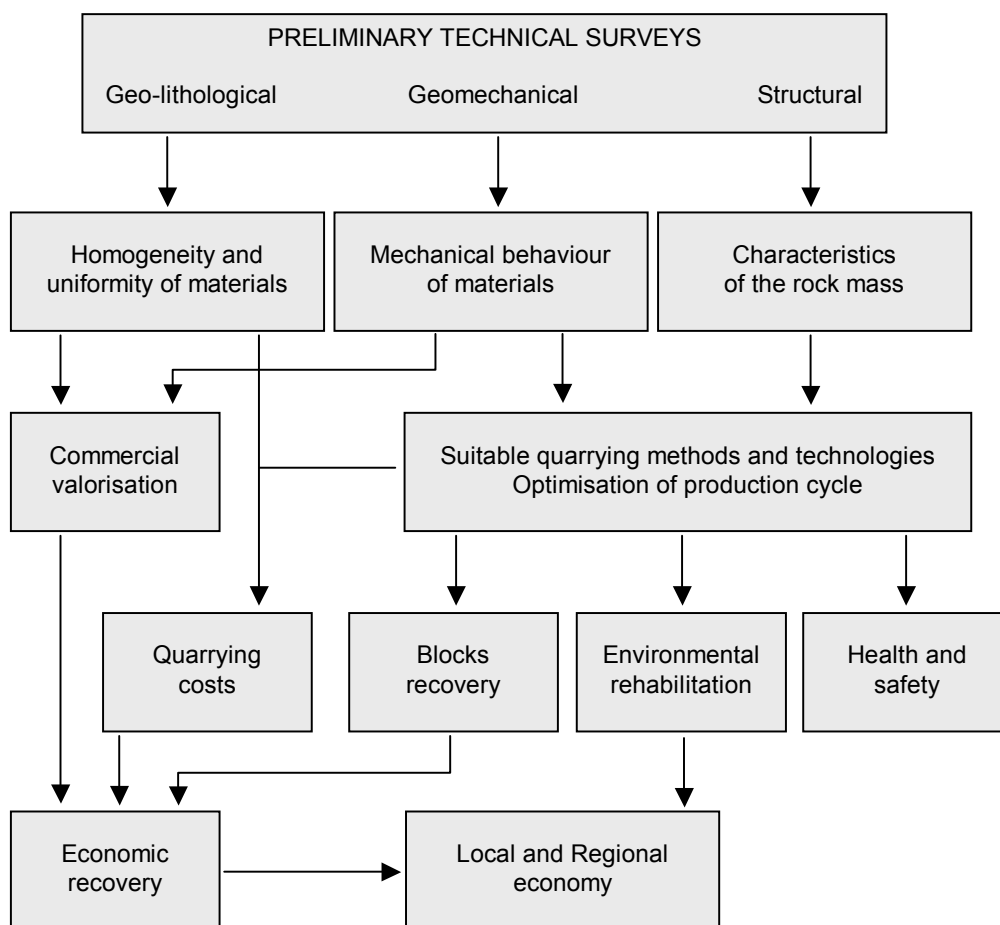 PRELIMINARY TECHNICAL SURVEYS
Geo-lithological Geomechanical Structural
Homogeneity and
uniformity of materials
Mechanical behaviour
of materials
Characteristics
of the rock mass
Commercial
valorisation
Suitable quarrying methods and technologies
Optimisation of production cycle
Quarrying
costs
Blocks
recovery
Environmental
rehabilitation
Health and
safety
Economic
recovery
Local and Regional
economy